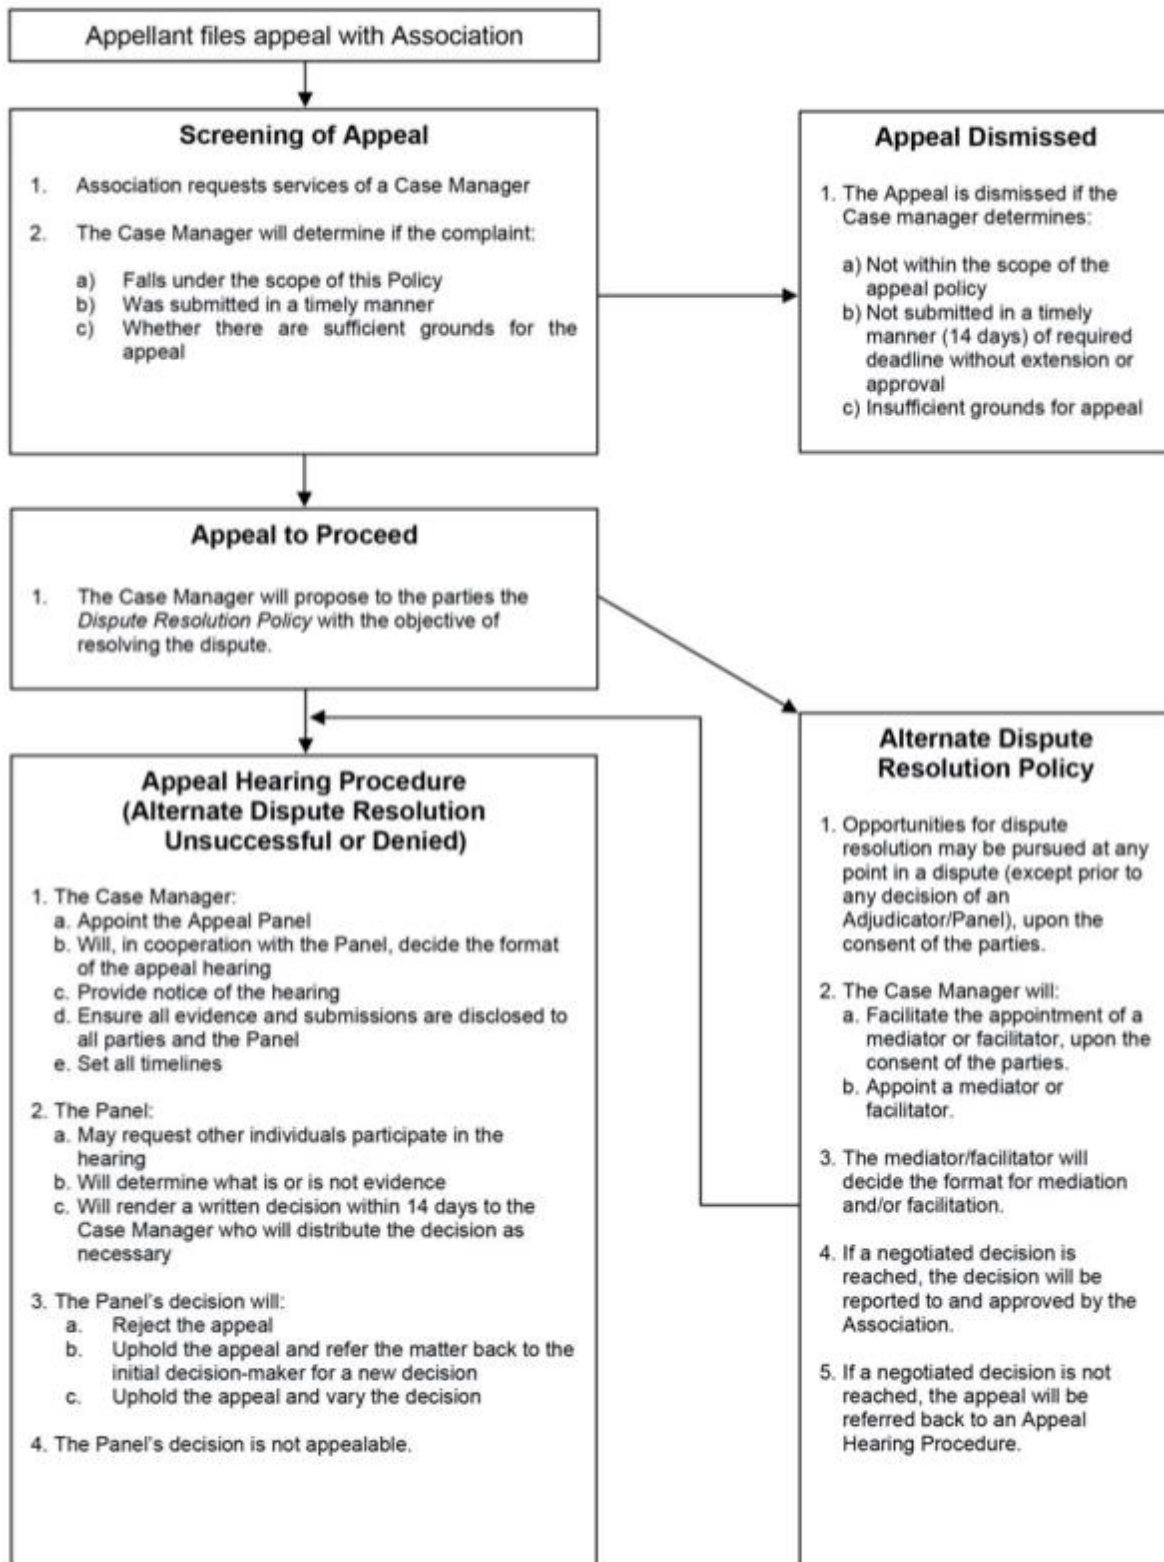 Appellant files appeal with Association
Screening of Appeal
1. Association requests services of a Case Manager
2. The Case Manager will determine if the complaint:
a) Falls under the scope of this Policy
b) Was submitted in a timely manner
c) Whether there are sufficient grounds for the
appeal
Appeal Dismissed
1. The Appeal is dismissed if the
Case manager determines:
a) Not within the scope of the
appeal policy
b) Not submitted in a timely
manner (14 days) of required
deadline without extension or
approval
c) Insufficient grounds for appeal
Appeal to Proceed
1. The Case Manager will propose to the parties the
Dispute Resolution Policy with the objective of
resolving the dispute.
Appeal Hearing Procedure
(Alternate Dispute Resolution
Unsuccessful or Denied)
1. The Case Manager:
a. Appoint the Appeal Panel
b. Will, in cooperation with the Panel, decide the format
of the appeal hearing
c. Provide notice of the hearing
d. Ensure all evidence and submissions are disclosed to
all parties and the Panel
e. Set all timelines
2. The Panel:
a. May request other individuals participate in the
hearing
b. Will determine what is or is not evidence
c. Will render a written decision within 14 days to the
Case Manager who will distribute the decision as
necessary
3. The Panel's decision will:
a. Reject the appeal
b. Uphold the appeal and refer the matter back to the
initial decision-maker for a new decision
c. Uphold the appeal and vary the decision
4. The Panel's decision is not appealable.
Alternate Dispute
Resolution Policy
1. Opportunities for dispute
resolution may be pursued at any
point in a dispute (except prior to
any decision of an
Adjudicator/Panel), upon the
consent of the parties.
2. The Case Manager will:
a. Facilitate the appointment of a
mediator or facilitator, upon the
consent of the parties.
b. Appoint a mediator or
facilitator.
3. The mediator/facilitator will
decide the format for mediation
and/or facilitation.
4. If a negotiated decision is
reached, the decision will be
reported to and approved by the
Association.
5. If a negotiated decision is not
reached, the appeal will be
referred back to an Appeal
Hearing Procedure.